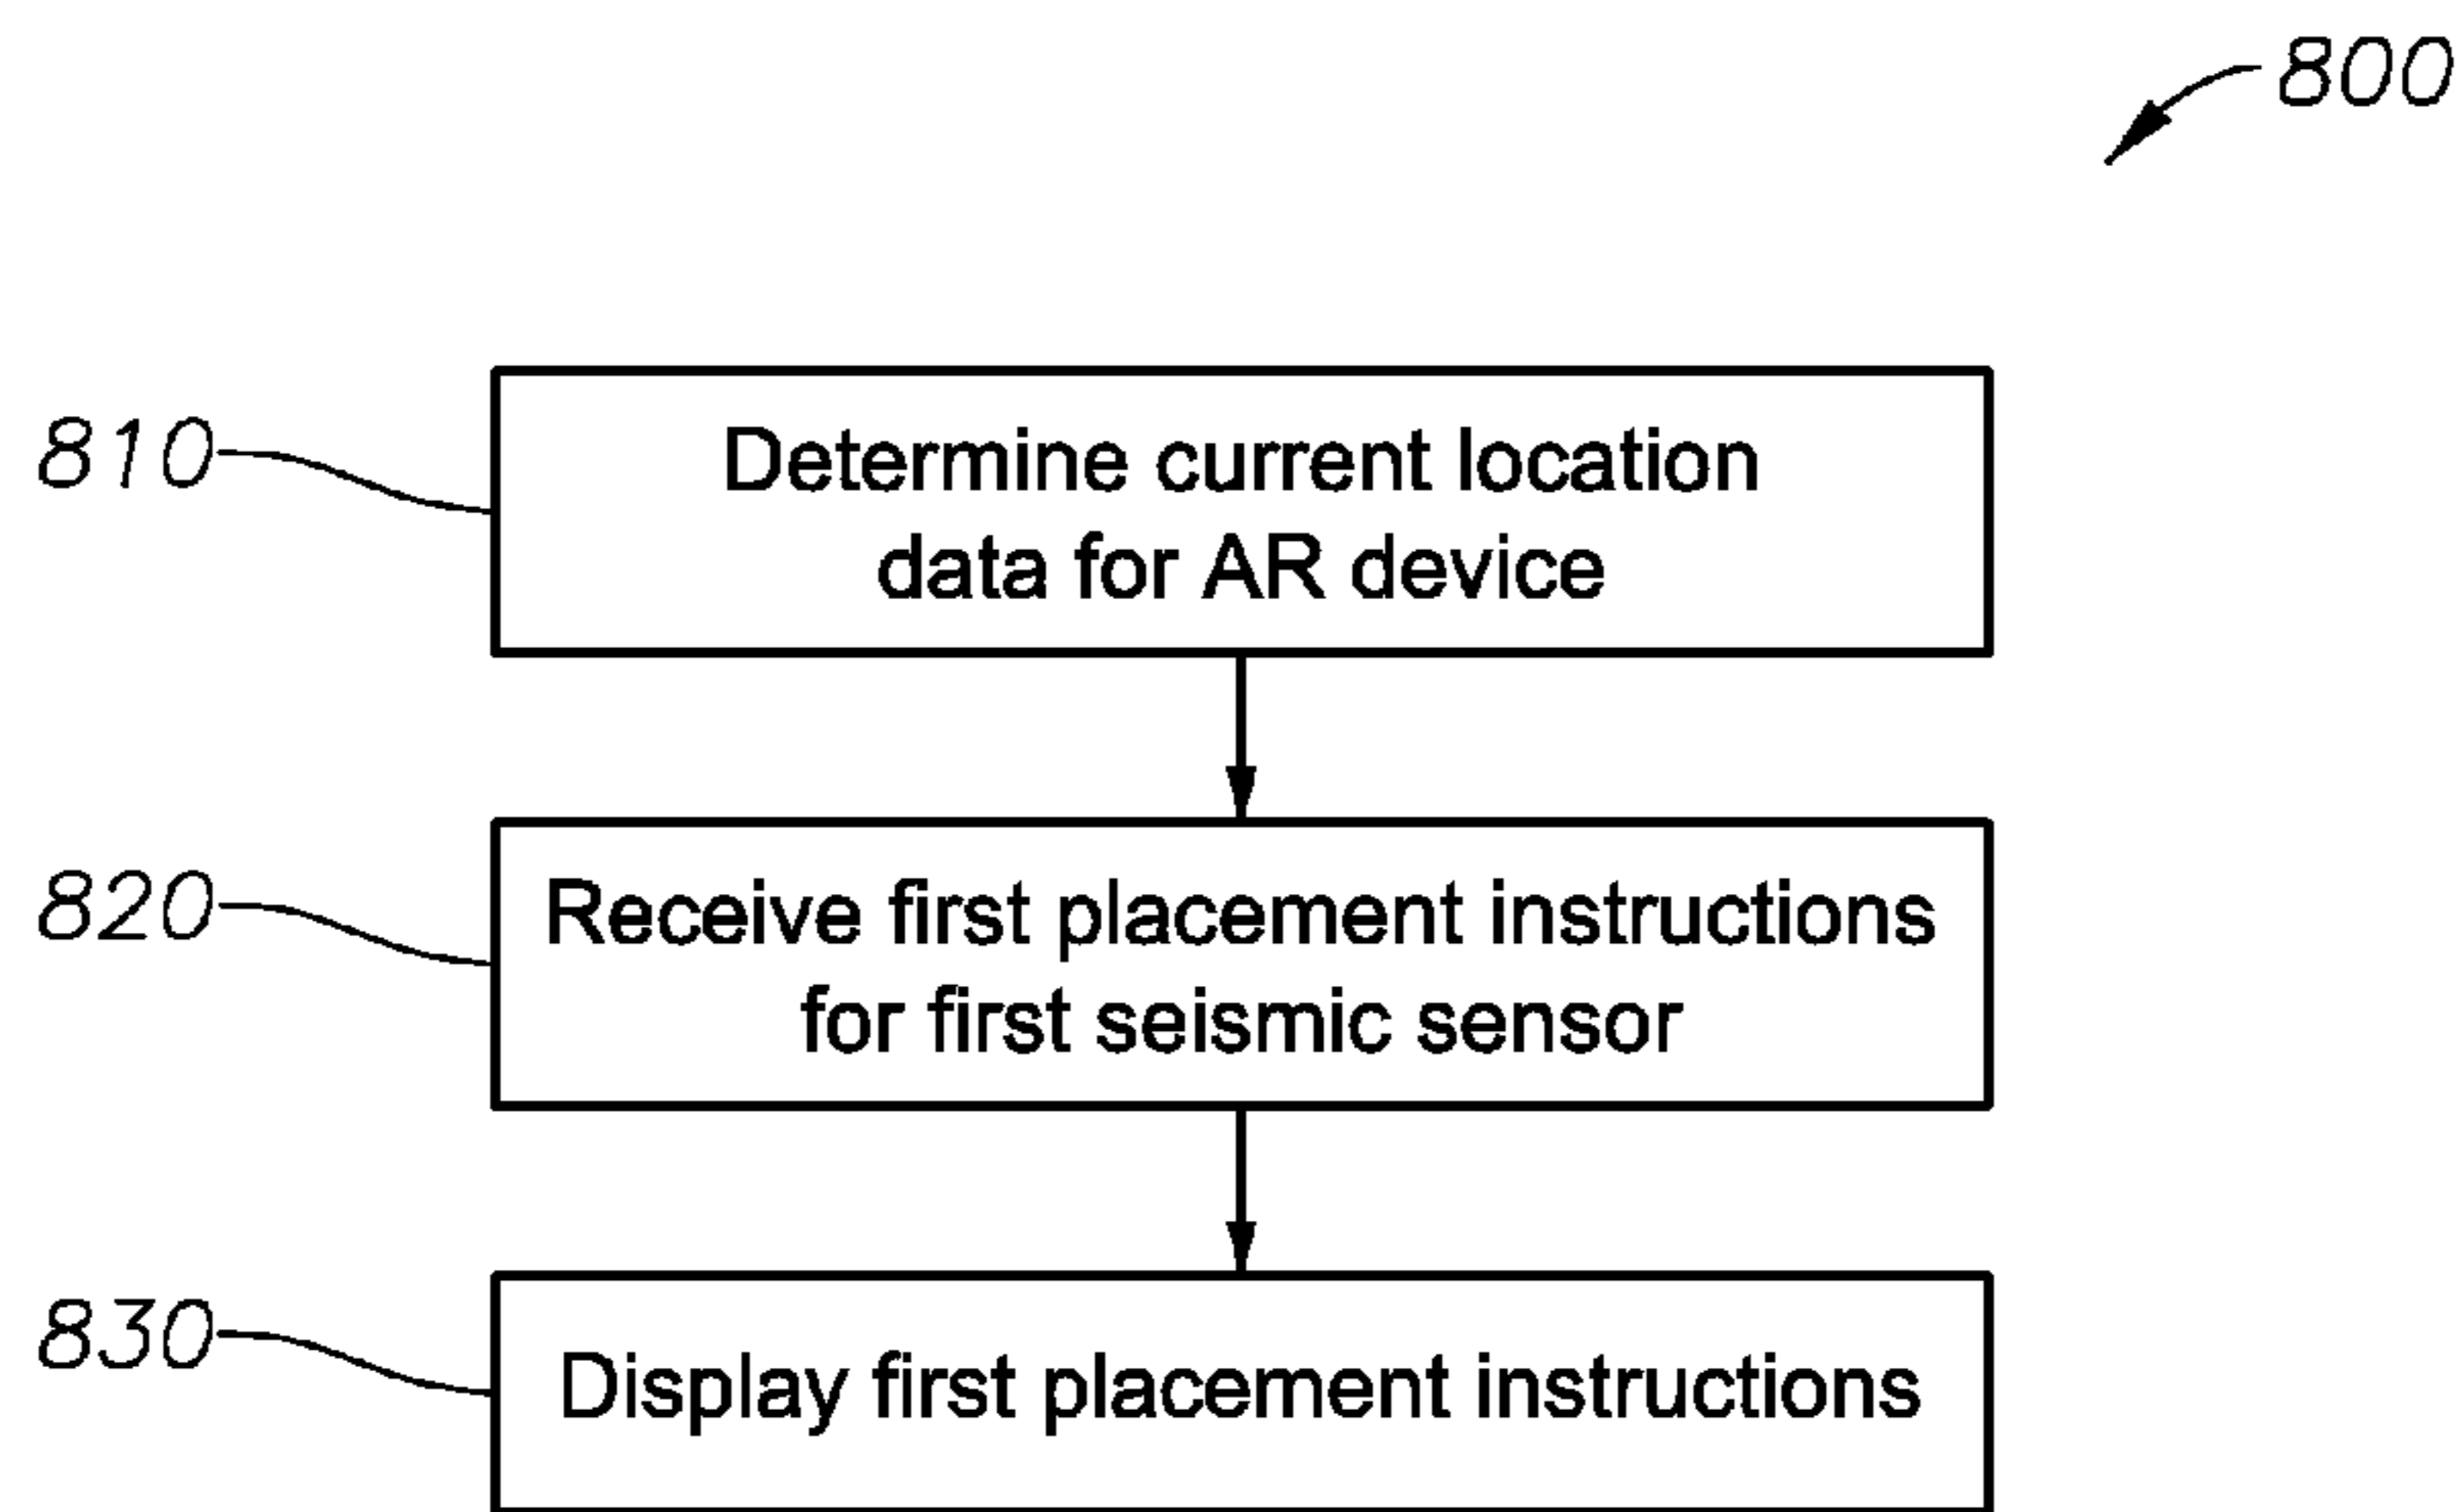 800
810
Determine current location
data for AR device
820
Receive first placement instructions
for first seismic sensor
830
Display first placement instructions